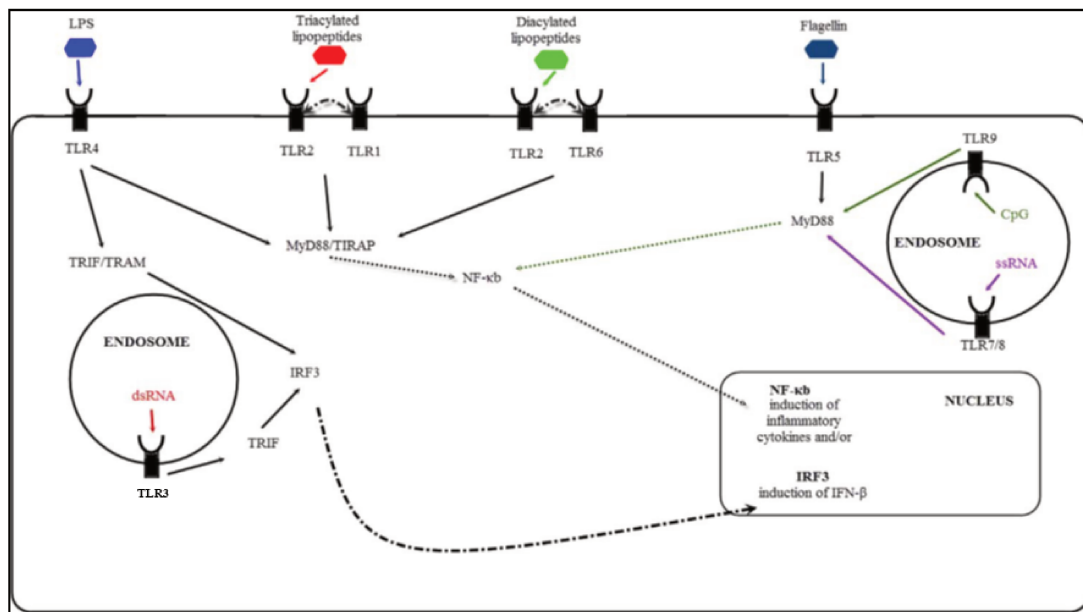 LPS
Triacylated
lipopeptides
Diacylated
lipopeptides
Flagellin
TLR4
TLR2
TLR1
TLR2
TLR6
TLR5
TLR9
MyD88
CpG
ENDOSOME
ssRNA
TLR7/8
MyD88/TIRAP
NF-κb
TRIF/TRAM
ENDOSOME
dsRNA
TLR3
TRIF
IRF3
NUCLEUS
NF-κb
induction of
inflammatory
cytokines and/or
IRF3
induction of IFN-β